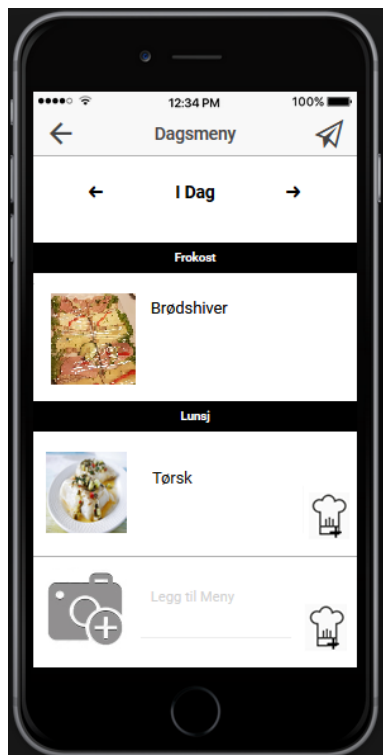 12:34 PM
100%
Dagsmeny
I Dag
Frokost
Brødshiver
Lunsj
Tørsk
Legg til Meny